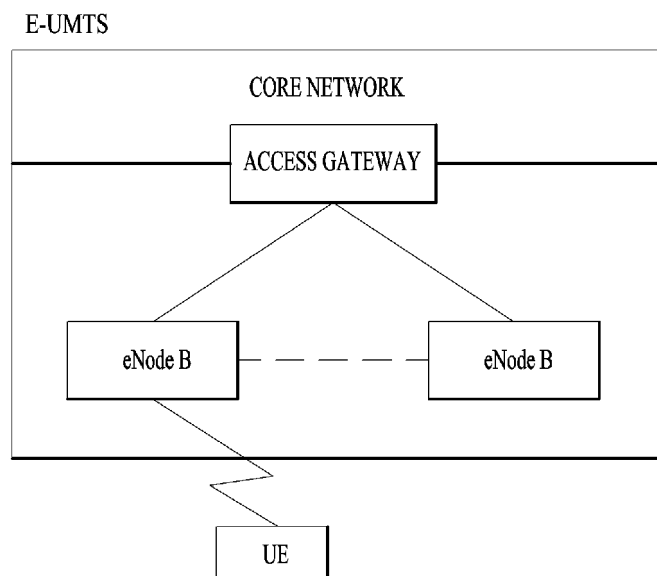 E-UMTS
CORE NETWORK
ACCESS GATEWAY
eNode B
eNode B
UE